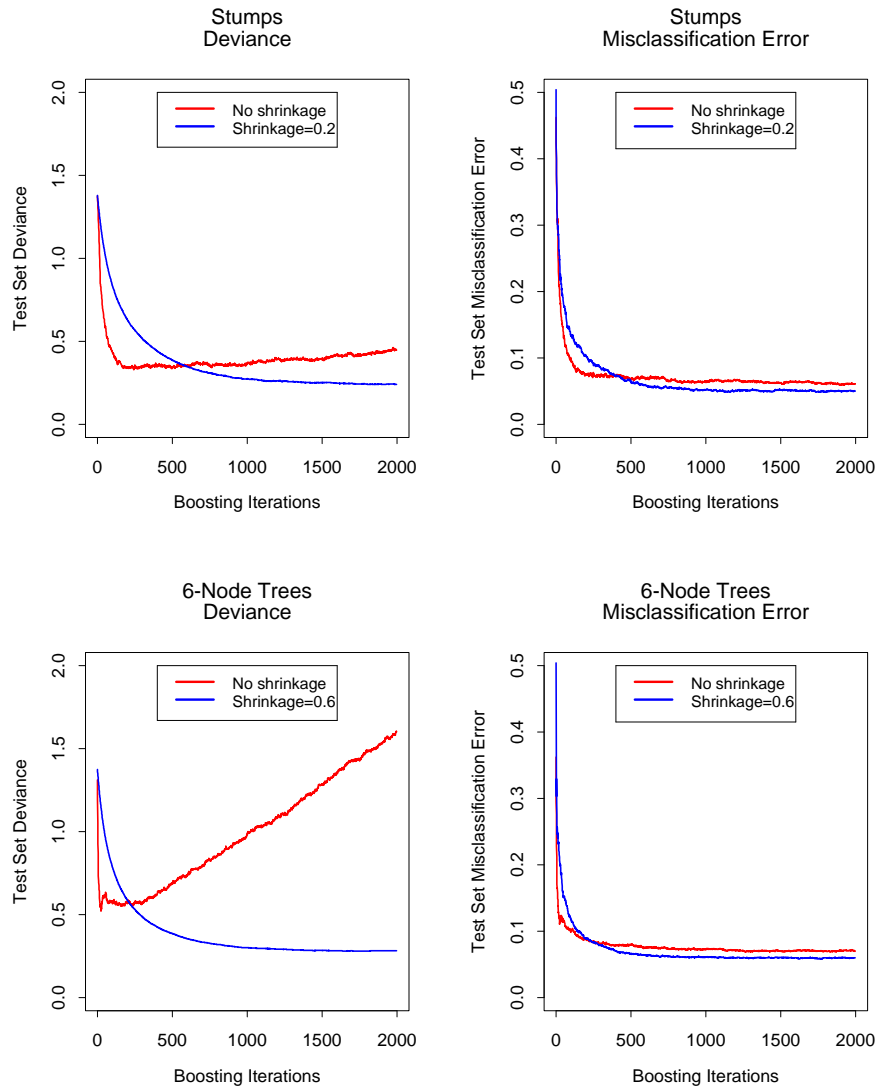 Stumps
Deviance
No shrinkage
Shrinkage=0.2
Test Set Deviance
0.0 0.5 1.0 1.5 2.0
0 500 1000 1500 2000
Boosting Iterations
Stumps
Misclassification Error
No shrinkage
Shrinkage=0.2
Test Set Misclassification Error
0.0 0.1 0.2 0.3 0.4 0.5
0 500 1000 1500 2000
Boosting Iterations
6-Node Trees
Deviance
No shrinkage
Shrinkage=0.6
Test Set Deviance
0.0 0.5 1.0 1.5 2.0
0 500 1000 1500 2000
Boosting Iterations
6-Node Trees
Misclassification Error
No shrinkage
Shrinkage=0.6
Test Set Misclassification Error
0.0 0.1 0.2 0.3 0.4 0.5
0 500 1000 1500 2000
Boosting Iterations